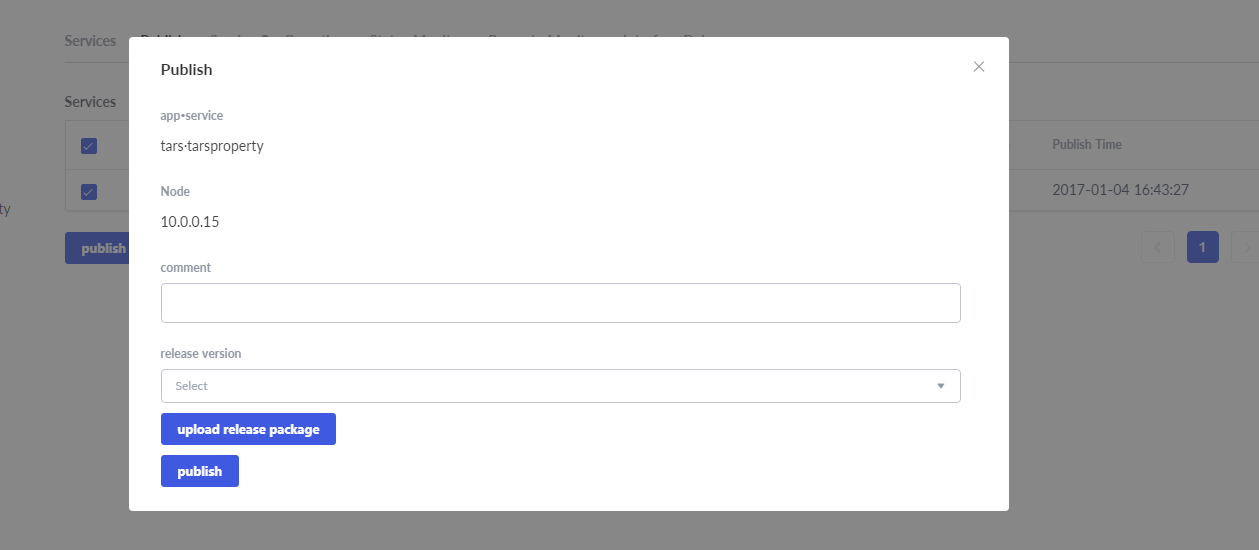 Services
Publish
app•service
tars·tarsproperty
Node
10.0.0.15
comment
release version
Select
upload release package
publish
Services
Publish Time
2017-01-04 16:43:27
ty
publish
1